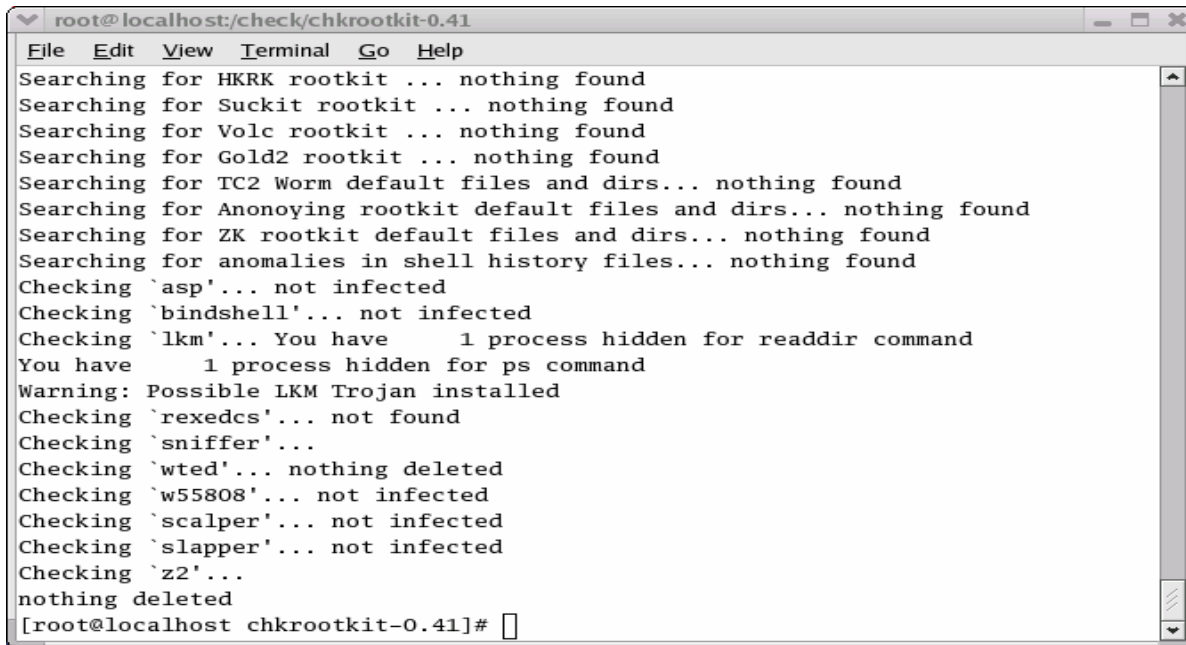 root@localhost:/check/chkrootkit-0.41
File Edit View Terminal Go Help
Searching for HKRK rootkit ... nothing found
Searching for Suckit rootkit ... nothing found
Searching for Volc rootkit ... nothing found
Searching for Gold2 rootkit ... nothing found
Searching for TC2 Worm default files and dirs... nothing found
Searching for Anonoying rootkit default files and dirs... nothing found
Searching for ZK rootkit default files and dirs... nothing found
Searching for anomalies in shell history files... nothing found
Checking `asp'... not infected
Checking `bindshell'... not infected
Checking `lkm'... You have     1 process hidden for readdir command
You have     1 process hidden for ps command
Warning: Possible LKM Trojan installed
Checking `rexedcs'... not found
Checking `sniffer'...
Checking `wted'... nothing deleted
Checking `w55808'... not infected
Checking `scalper'... not infected
Checking `slapper'... not infected
Checking `z2'...
nothing deleted
[root@localhost chkrootkit-0.41]#